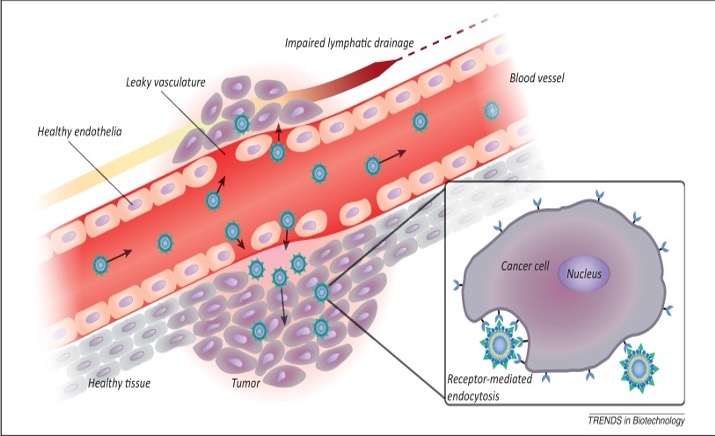 Impaired lymphatic drainage
Leaky vasculature
Blood vessel
Healthy endothelia
Cancer cell
Nucleus
Healthy tissue
Tumor
Receptor-mediated
endocytosis
TRENDS in Biotechnology